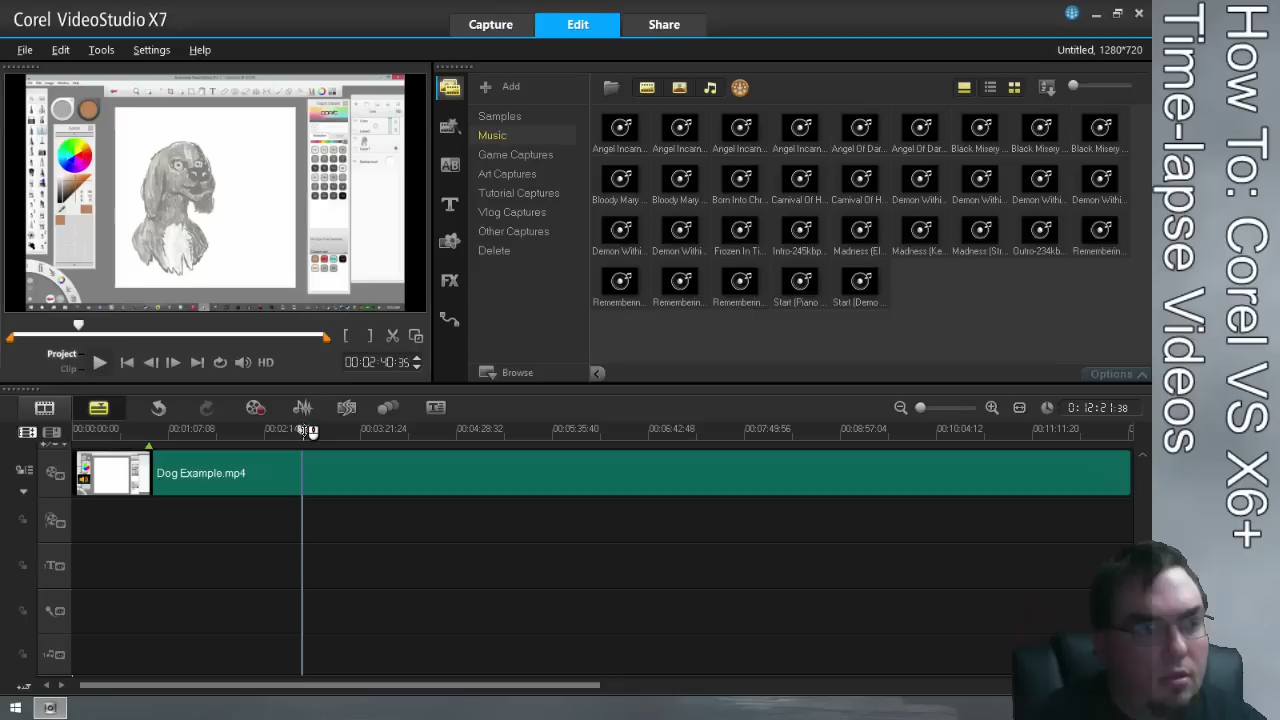 Corel VideoStudio X7
Capture
Edit
Share
File
Edit
Tools
Settings
Help
Untitled, 1280*720
Add
Samples
Music
Game Captures
Art Captures
Tutorial Captures
Vlog Captures
Other Captures
Delete
Browse
Angel Incarn...
Angel Incarn...
Angel Incarn...
Angel Incarn...
Angel Of Dar...
Angel Of Dar...
Black Misery ...
Black Misery ...
Black Misery ...
Bloody Mary ...
Bloody Mary ...
Born Into Chr...
Carnival Of H...
Carnival Of H...
Demon Withi...
Demon Withi...
Demon Withi...
Demon Withi...
Demon Withi...
Demon Withi...
Frozen In Ti...
Intro-245kbp...
Madness (El...
Madness (Ke...
Madness (Str...
Outro-234kb...
Rememberin...
Rememberin...
Rememberin...
Rememberin...
Start (Piano ...
Start (Demo ...
Options
Project
Clip
HD
00:02:40:35
0:12:21:38
00:00:00:00
00:01:07:08
00:03:21:24
00:04:28:32
00:05:35:40
00:06:42:48
00:07:49:56
00:08:57:04
00:10:04:12
00:11:11:20
Dog Example.mp4
How To: Corel VS X6+
Time-lapse Videos